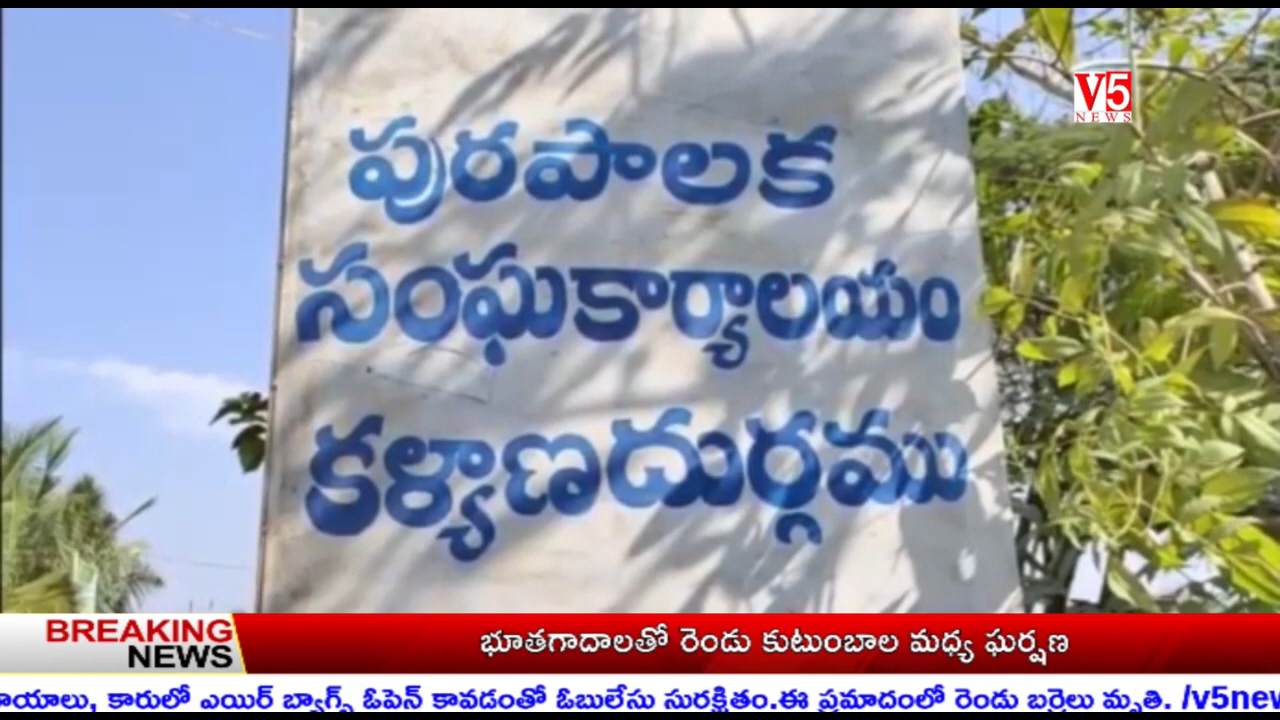 పురపాలక
సంఘకార్యాలయం
కళ్యాణదుర్గము
V5
NEWS
BREAKING
NEWS
భూతగాదాలతో రెండు కుటుంబాల మధ్య ఘర్షణ
కారులో ఎయిర్ బ్యాగ్స్ ఓపెన్ కావడంతో ఓబులేసు సురక్షితం.ఈ ప్రమాదంలో రెండు బర్రెలు మృతి. /v5new